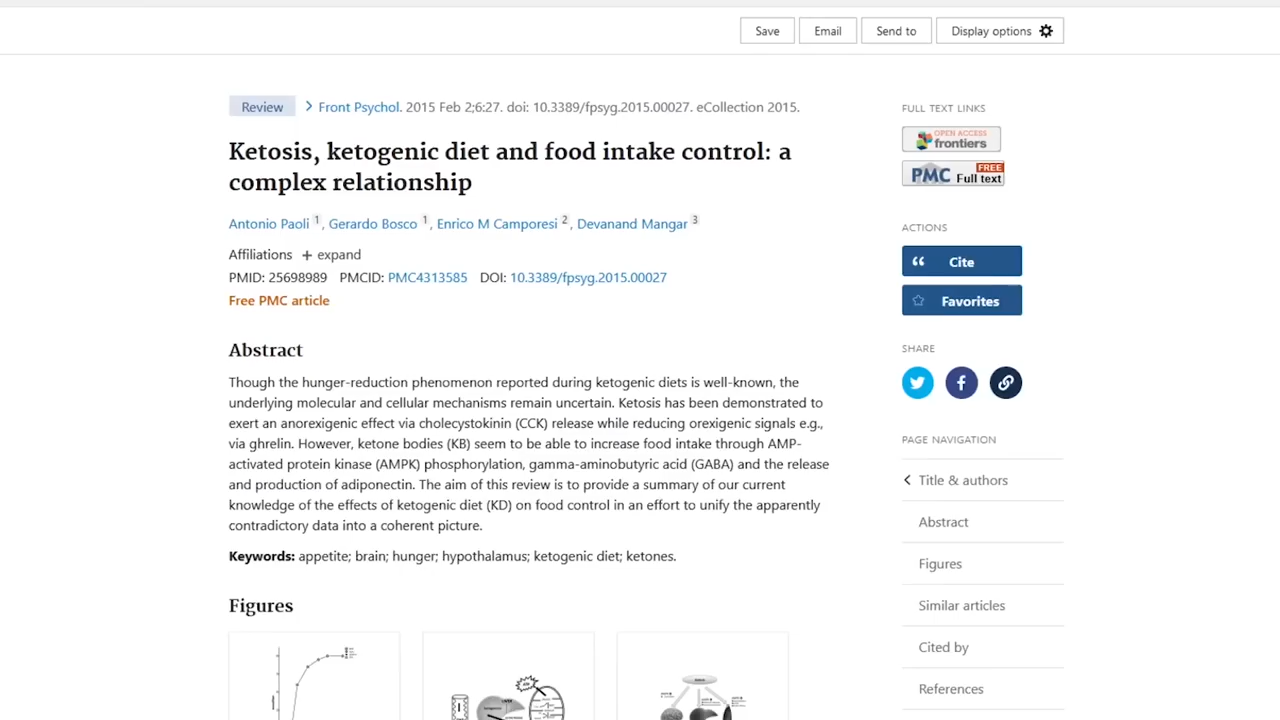 Save Email Send to Display options
Review Front Psychol. 2015 Feb 2;6:27. doi: 10.3389/fpsyg.2015.00027. eCollection 2015.
Ketosis, ketogenic diet and food intake control: a
complex relationship
Antonio Paoli 1, Gerardo Bosco 1, Enrico M Camporesi 2, Devanand Mangar 3
Affiliations + expand
PMID: 25698989 PMCID: PMC4313585 DOI: 10.3389/fpsyg.2015.00027
Free PMC article
Abstract
Though the hunger-reduction phenomenon reported during ketogenic diets is well-known, the
underlying molecular and cellular mechanisms remain uncertain. Ketosis has been demonstrated to
exert an anorexigenic effect via cholecystokinin (CCK) release while reducing orexigenic signals e.g.,
via ghrelin. However, ketone bodies (KB) seem to be able to increase food intake through AMP-
activated protein kinase (AMPK) phosphorylation, gamma-aminobutyric acid (GABA) and the release
and production of adiponectin. The aim of this review is to provide a summary of our current
knowledge of the effects of ketogenic diet (KD) on food control in an effort to unify the apparently
contradictory data into a coherent picture.
Keywords: appetite; brain; hunger; hypothalamus; ketogenic diet; ketones.
Figures
FULL TEXT LINKS
OPEN ACCESS
frontiers
FREE
PMC Full text
ACTIONS
Cite
Favorites
SHARE
PAGE NAVIGATION
Title & authors
Abstract
Figures
Similar articles
Cited by
References